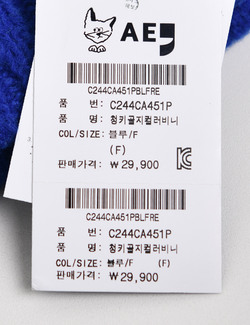 AE
C244CA451PBLFRE
품 번: C244CA451P
품 명: 청키골지컬러비니
COL/SIZE: 블루/F
(F)
판매가격: ₩29,900
C244CA451PBLFRE
품 번: C244CA451P
품 명: 청키골지컬러비니
COL/SIZE: 블루/F (F)
판매가격: ₩29,900